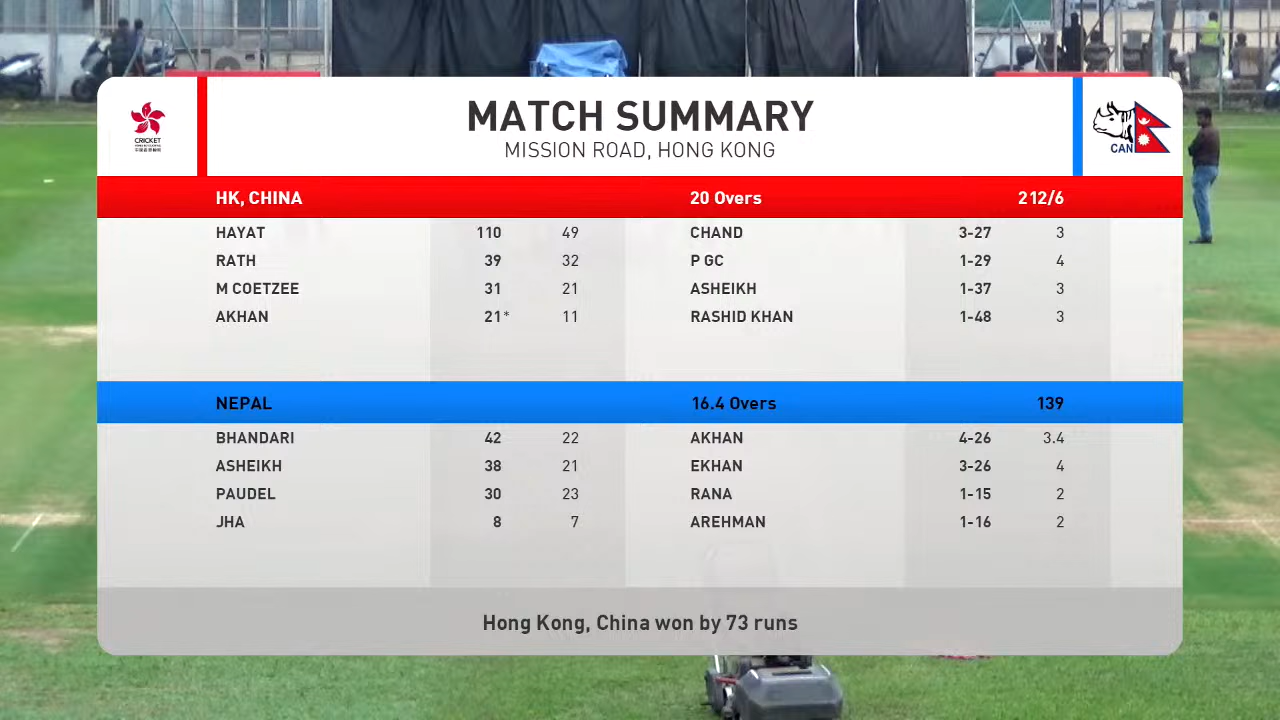 MATCH SUMMARY
MISSION ROAD, HONG KONG
CRICKET
CAN
HK, CHINA 20 Overs 212/6
HAYAT 110 49 CHAND 3-27 3
RATH 39 32 P GC 1-29 4
M COETZEE 31 21 ASHEIKH 1-37 3
AKHAN 21* 11 RASHID KHAN 1-48 3
NEPAL 16.4 Overs 139
BHANDARI 42 22 AKHAN 4-26 3.4
ASHEIKH 38 21 EKHAN 3-26 4
PAUDEL 30 23 RANA 1-15 2
JHA 8 7 AREHMAN 1-16 2
Hong Kong, China won by 73 runs